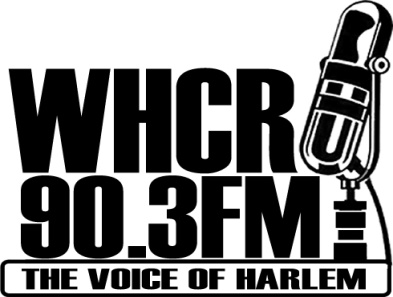 WHCR
90.3FM
THE VOICE OF HARLEM